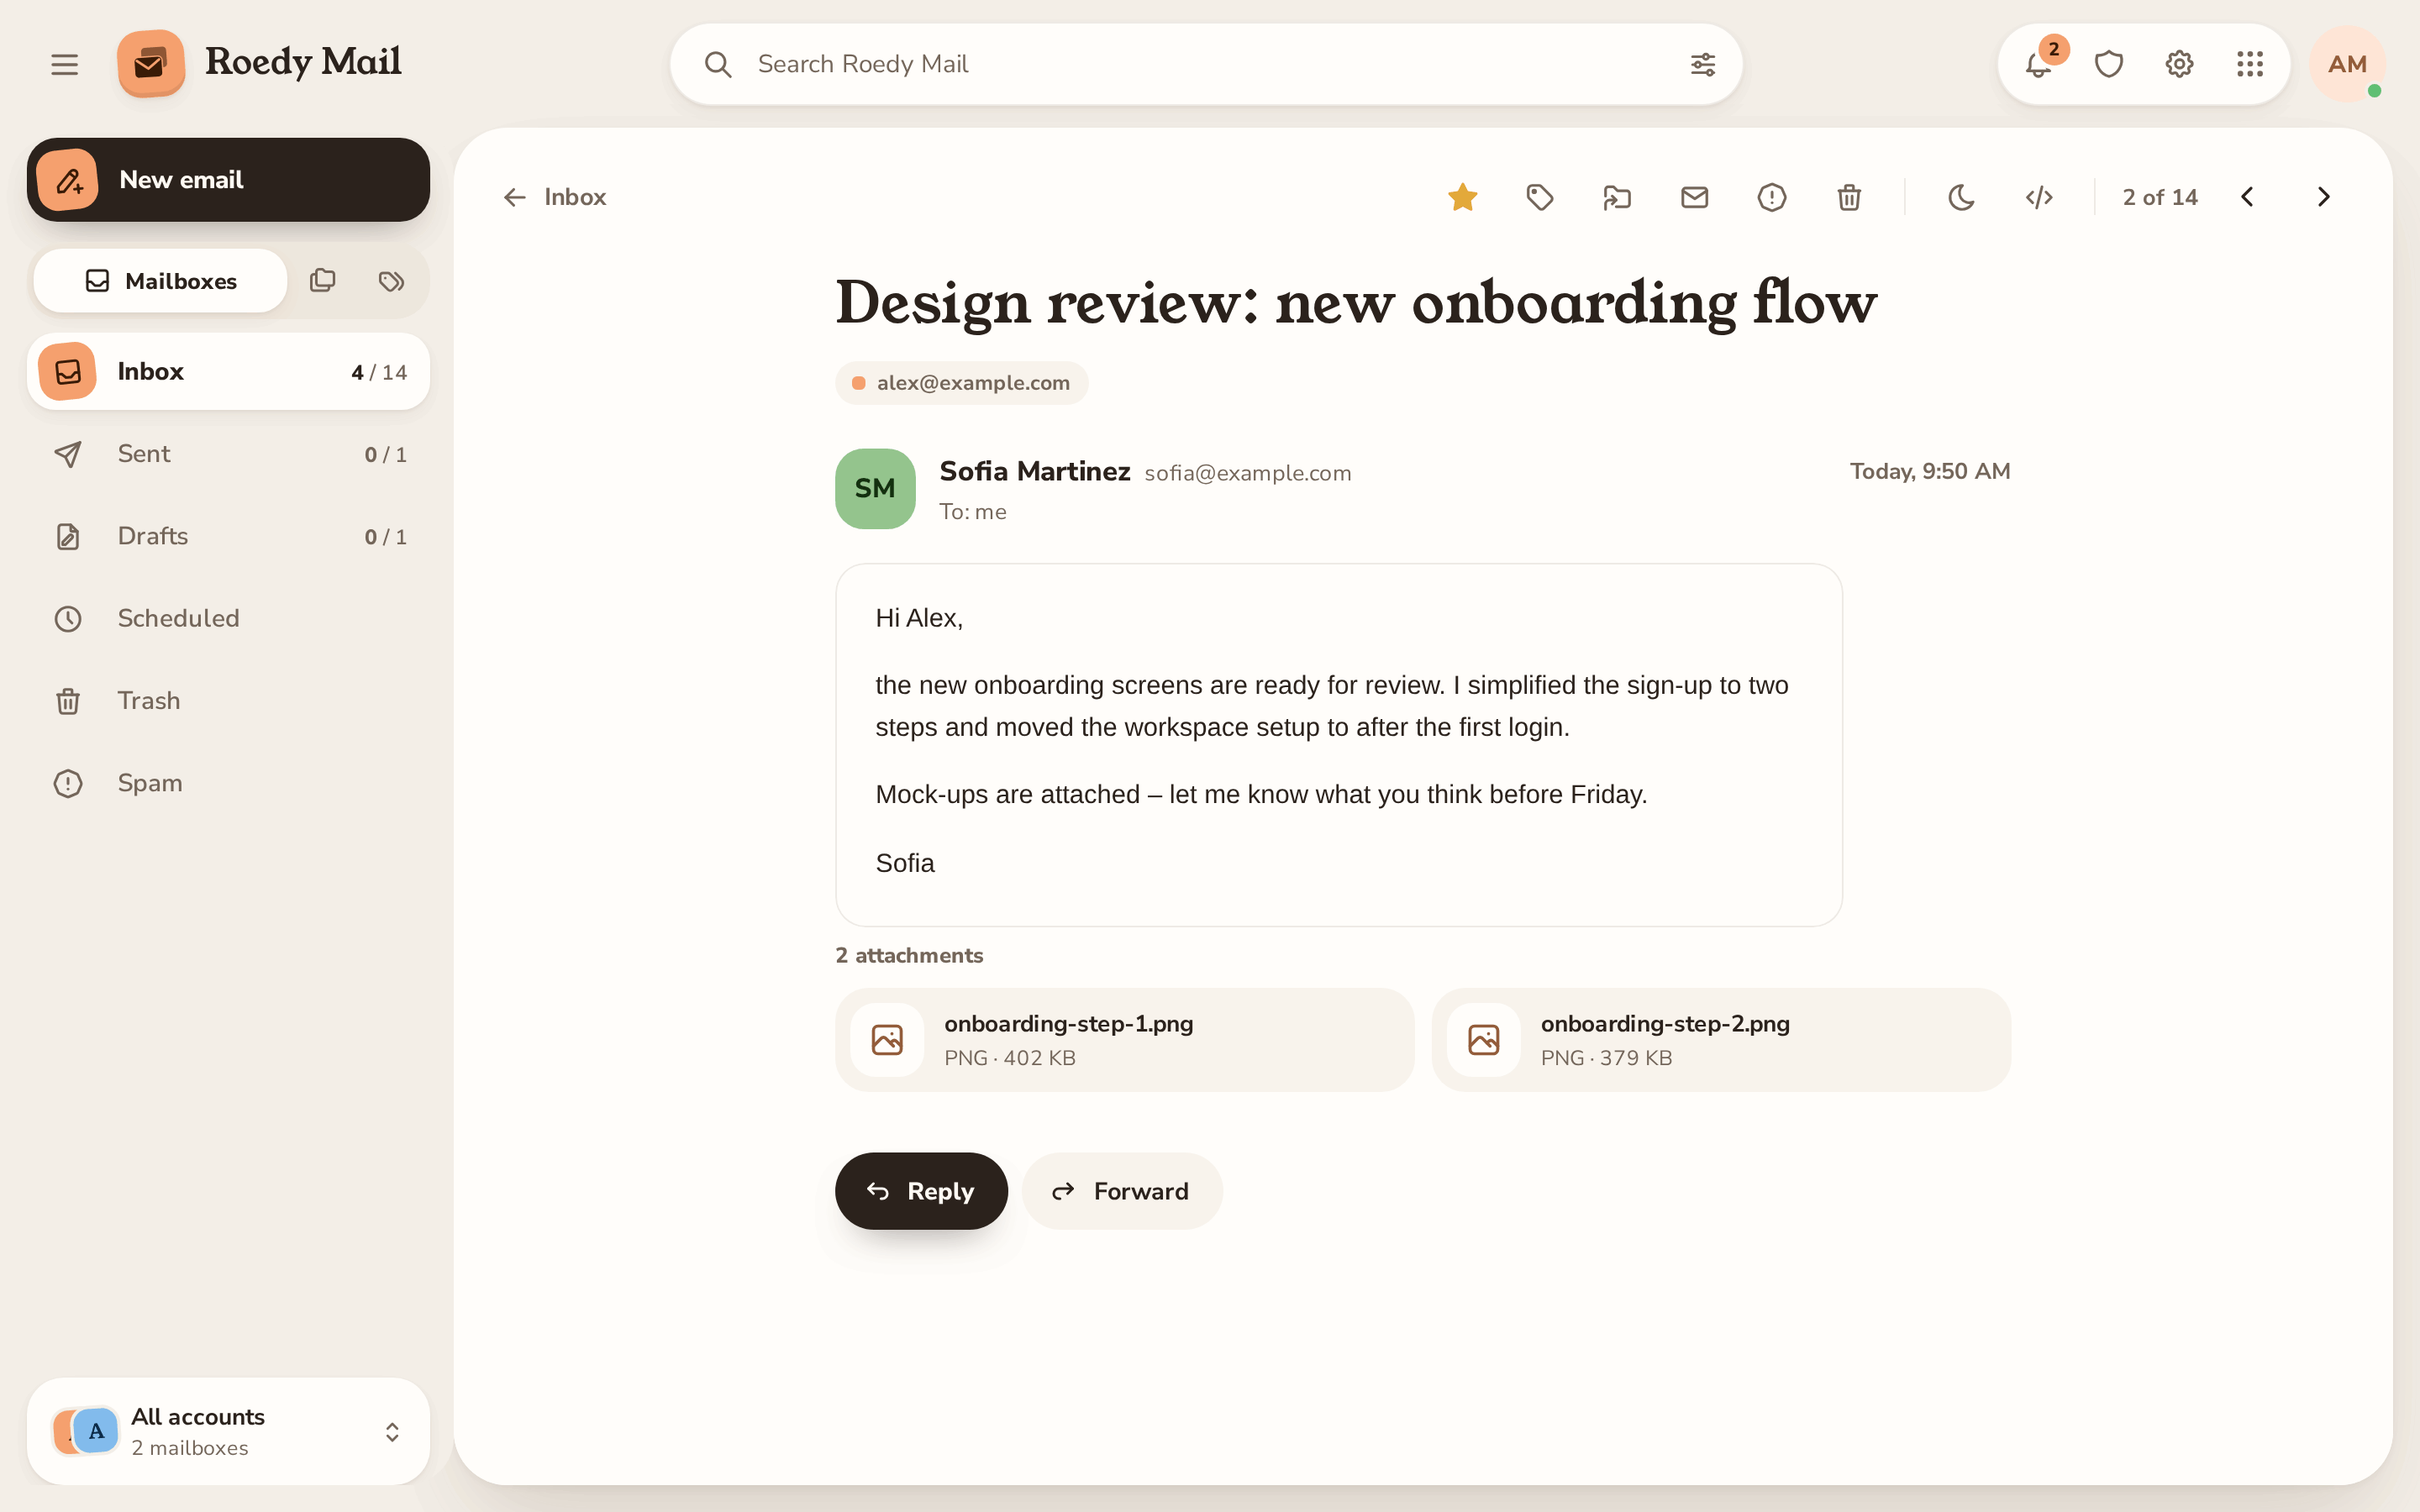 Roedy Mail
Search Roedy Mail
2
AM
New email
Mailboxes
Inbox 4 / 14
Sent 0 / 1
Drafts 0 / 1
Scheduled
Trash
Spam
All accounts
2 mailboxes
A
Inbox
2 of 14
Design review: new onboarding flow
alex@example.com
SM
Sofia Martinez sofia@example.com
Today, 9:50 AM
To: me
Hi Alex,
the new onboarding screens are ready for review. I simplified the sign-up to two
steps and moved the workspace setup to after the first login.
Mock-ups are attached – let me know what you think before Friday.
Sofia
2 attachments
onboarding-step-1.png
PNG · 402 KB
onboarding-step-2.png
PNG · 379 KB
Reply
Forward